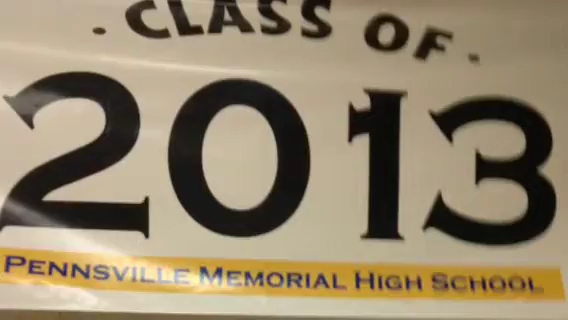 · CLASS OF ·
2013
PENNSVILLE MEMORIAL HIGH SCHOOL